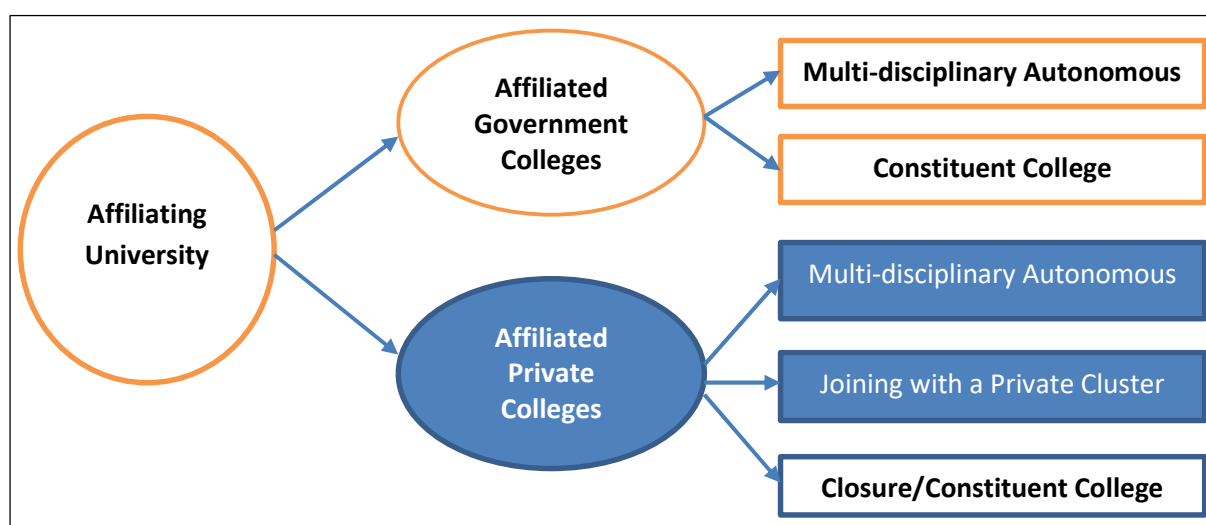 Affiliating
University
Affiliated
Government
Colleges
Multi-disciplinary Autonomous
Constituent College
Affiliated
Private
Colleges
Multi-disciplinary Autonomous
Joining with a Private Cluster
Closure/Constituent College